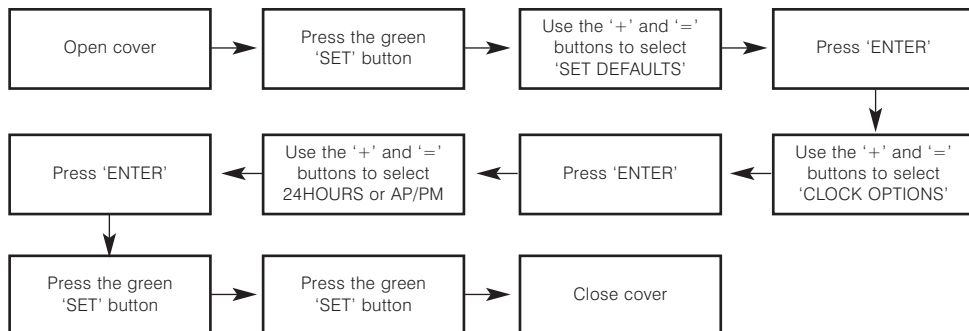 Open cover
Press the green
‘SET’ button
Use the ‘+’ and ‘=’
buttons to select
‘SET DEFAULTS’
Press ‘ENTER’
Use the ‘+’ and ‘=’
buttons to select
‘CLOCK OPTIONS’
Press ‘ENTER’
Use the ‘+’ and ‘=’
buttons to select
24HOURS or AP/PM
Press ‘ENTER’
Press the green
‘SET’ button
Press the green
‘SET’ button
Close cover